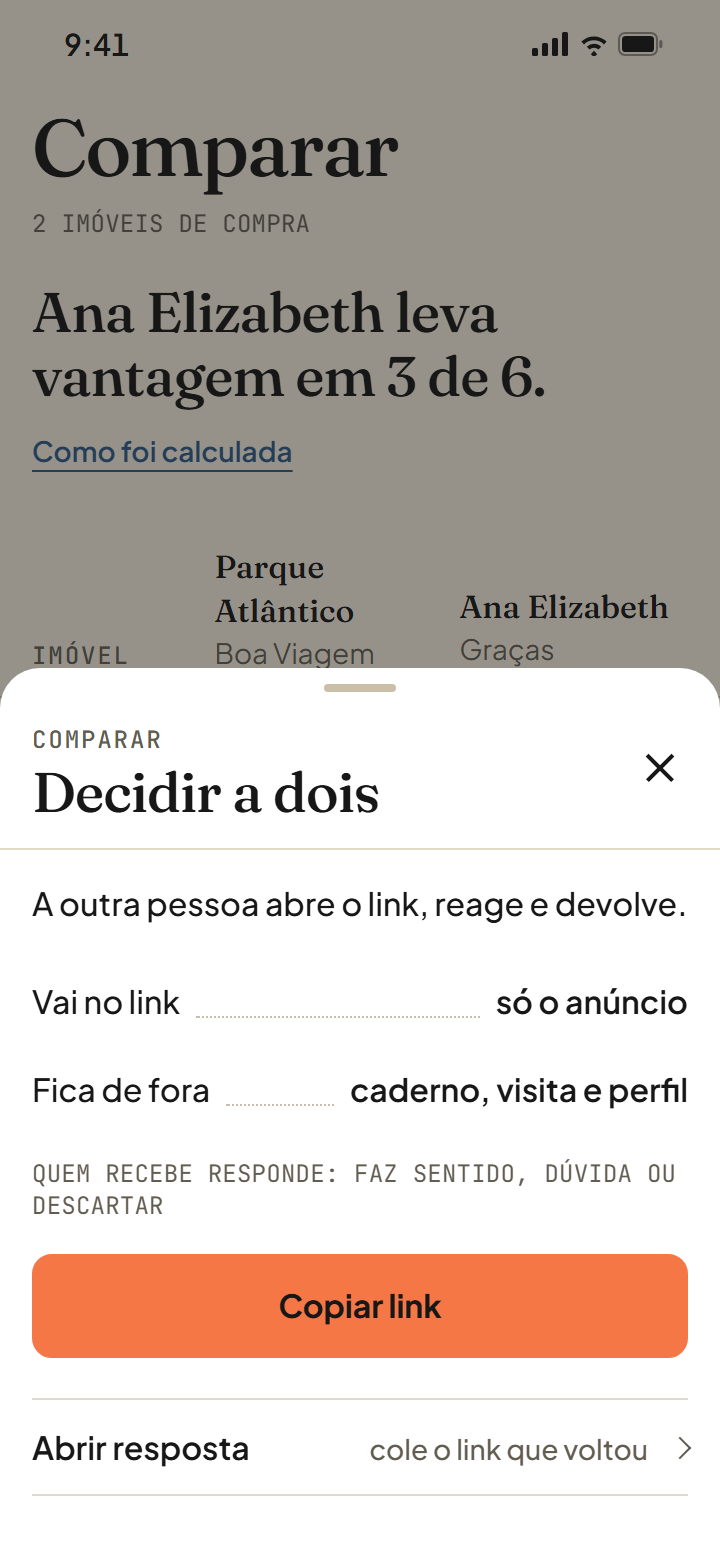 9:41
Comparar
2 IMÓVEIS DE COMPRA
Ana Elizabeth leva
vantagem em 3 de 6.
Como foi calculada
Parque
Atlântico
Ana Elizabeth
IMÓVEL
Boa Viagem
Graças
COMPARAR
Decidir a dois
A outra pessoa abre o link, reage e devolve.
Vai no link só o anúncio
Fica de fora caderno, visita e perfil
QUEM RECEBE RESPONDE: FAZ SENTIDO, DÚVIDA OU
DESCARTAR
Copiar link
Abrir resposta cole o link que voltou